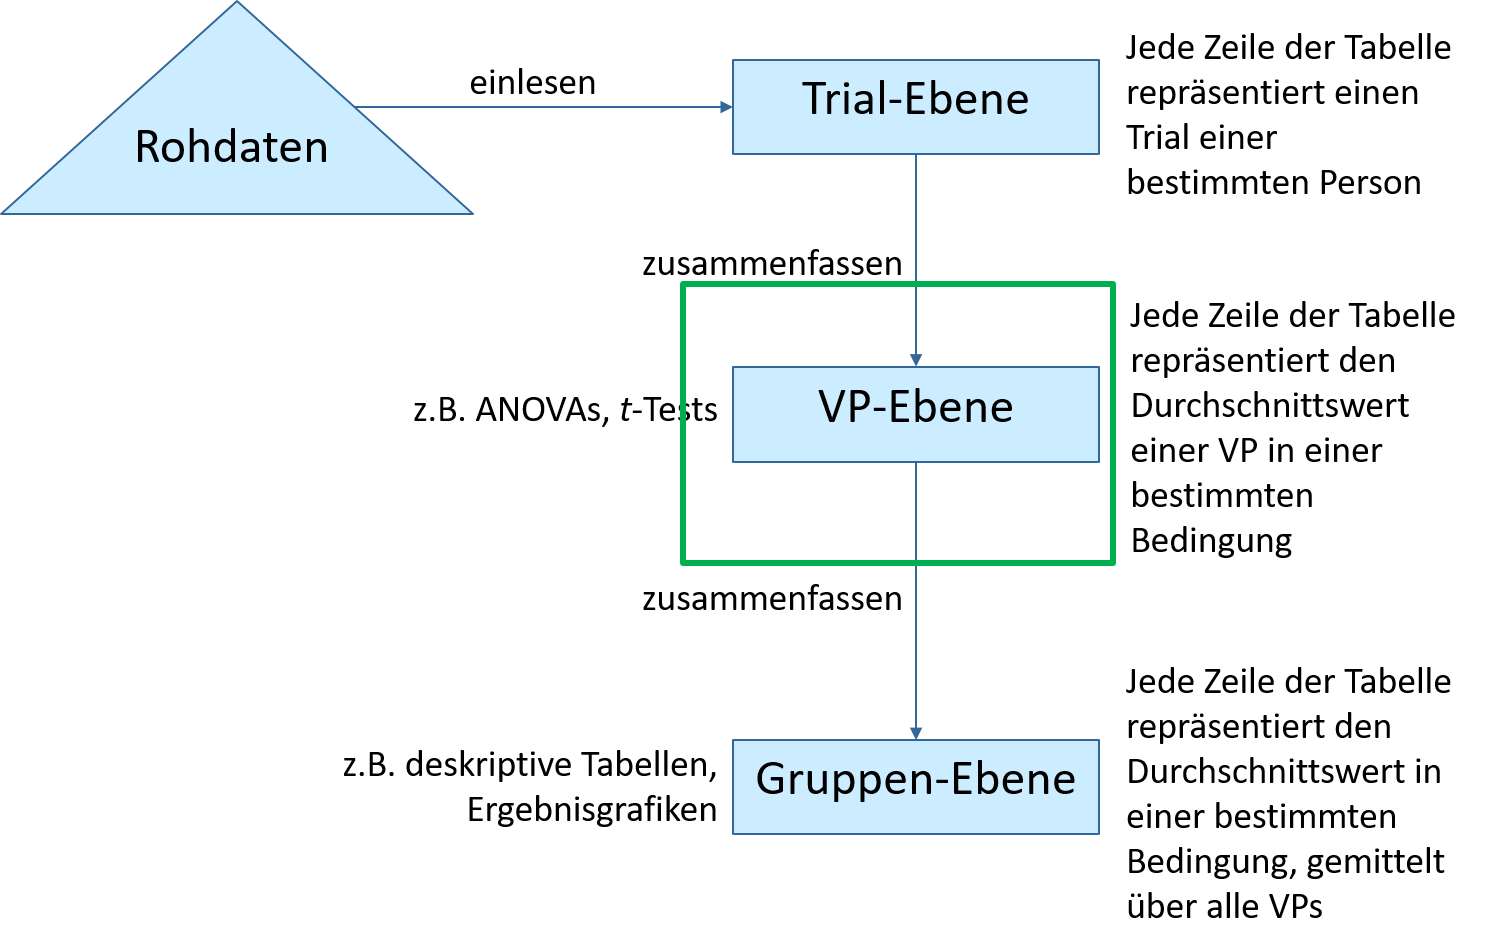 Rohdaten
einlesen
Trial-Ebene
Jede Zeile der Tabelle
repräsentiert einen
Trial einer
bestimmten Person
zusammenfassen
z.B. ANOVAs, t-Tests
VP-Ebene
Jede Zeile der Tabelle
repräsentiert den
Durchschnittswert
einer VP in einer
bestimmten
Bedingung
zusammenfassen
z.B. deskriptive Tabellen,
Ergebnisgrafiken
Gruppen-Ebene
Jede Zeile der Tabelle
repräsentiert den
Durchschnittswert in
einer bestimmten
Bedingung, gemittelt
über alle VPs